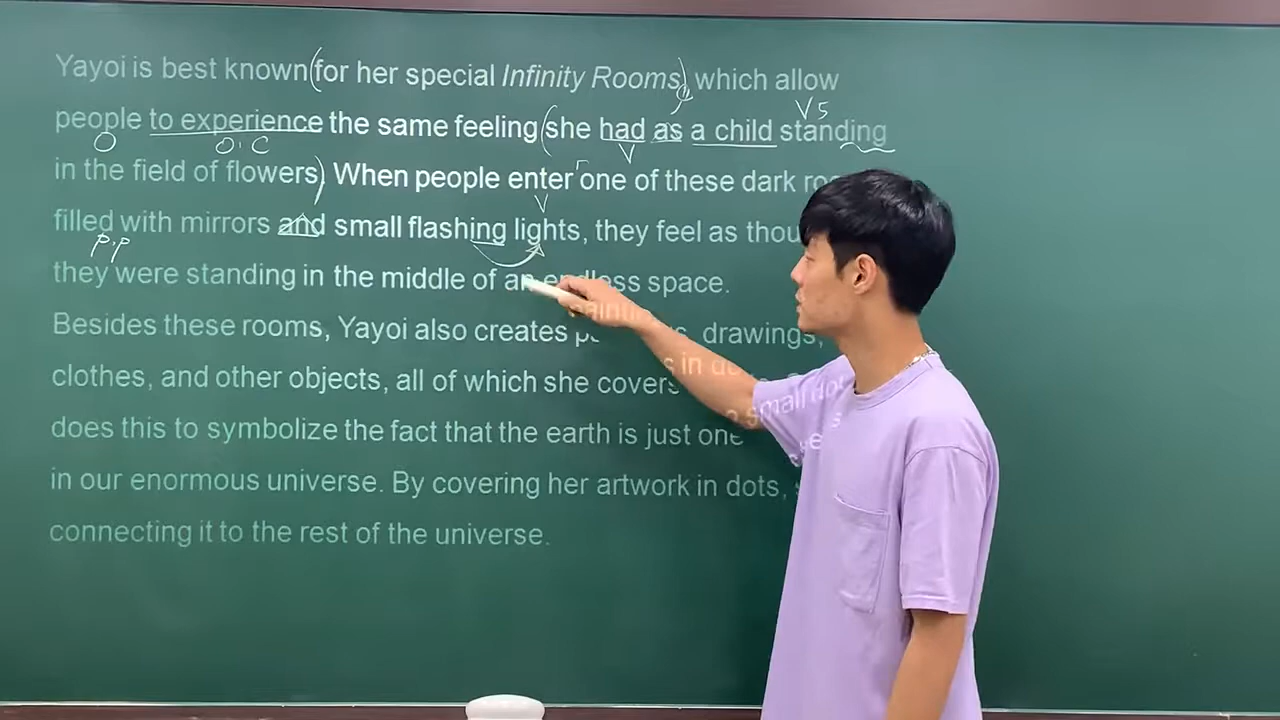 Yayoi is best known (for her special Infinity Rooms), which allow
V S
people to experience the same feeling (she had as a child standing
O O.C V
in the field of flowers) When people enter one of these dark
V
filled with mirrors and small flashing lights, they feel as
p.p
they were standing in the middle of an endless space.
Besides these rooms, Yayoi also creates drawings,
clothes, and other objects, all of which she covers in
does this to symbolize the fact that the earth is just one small dot
in our enormous universe. By covering her artwork in dots,
connecting it to the rest of the universe.